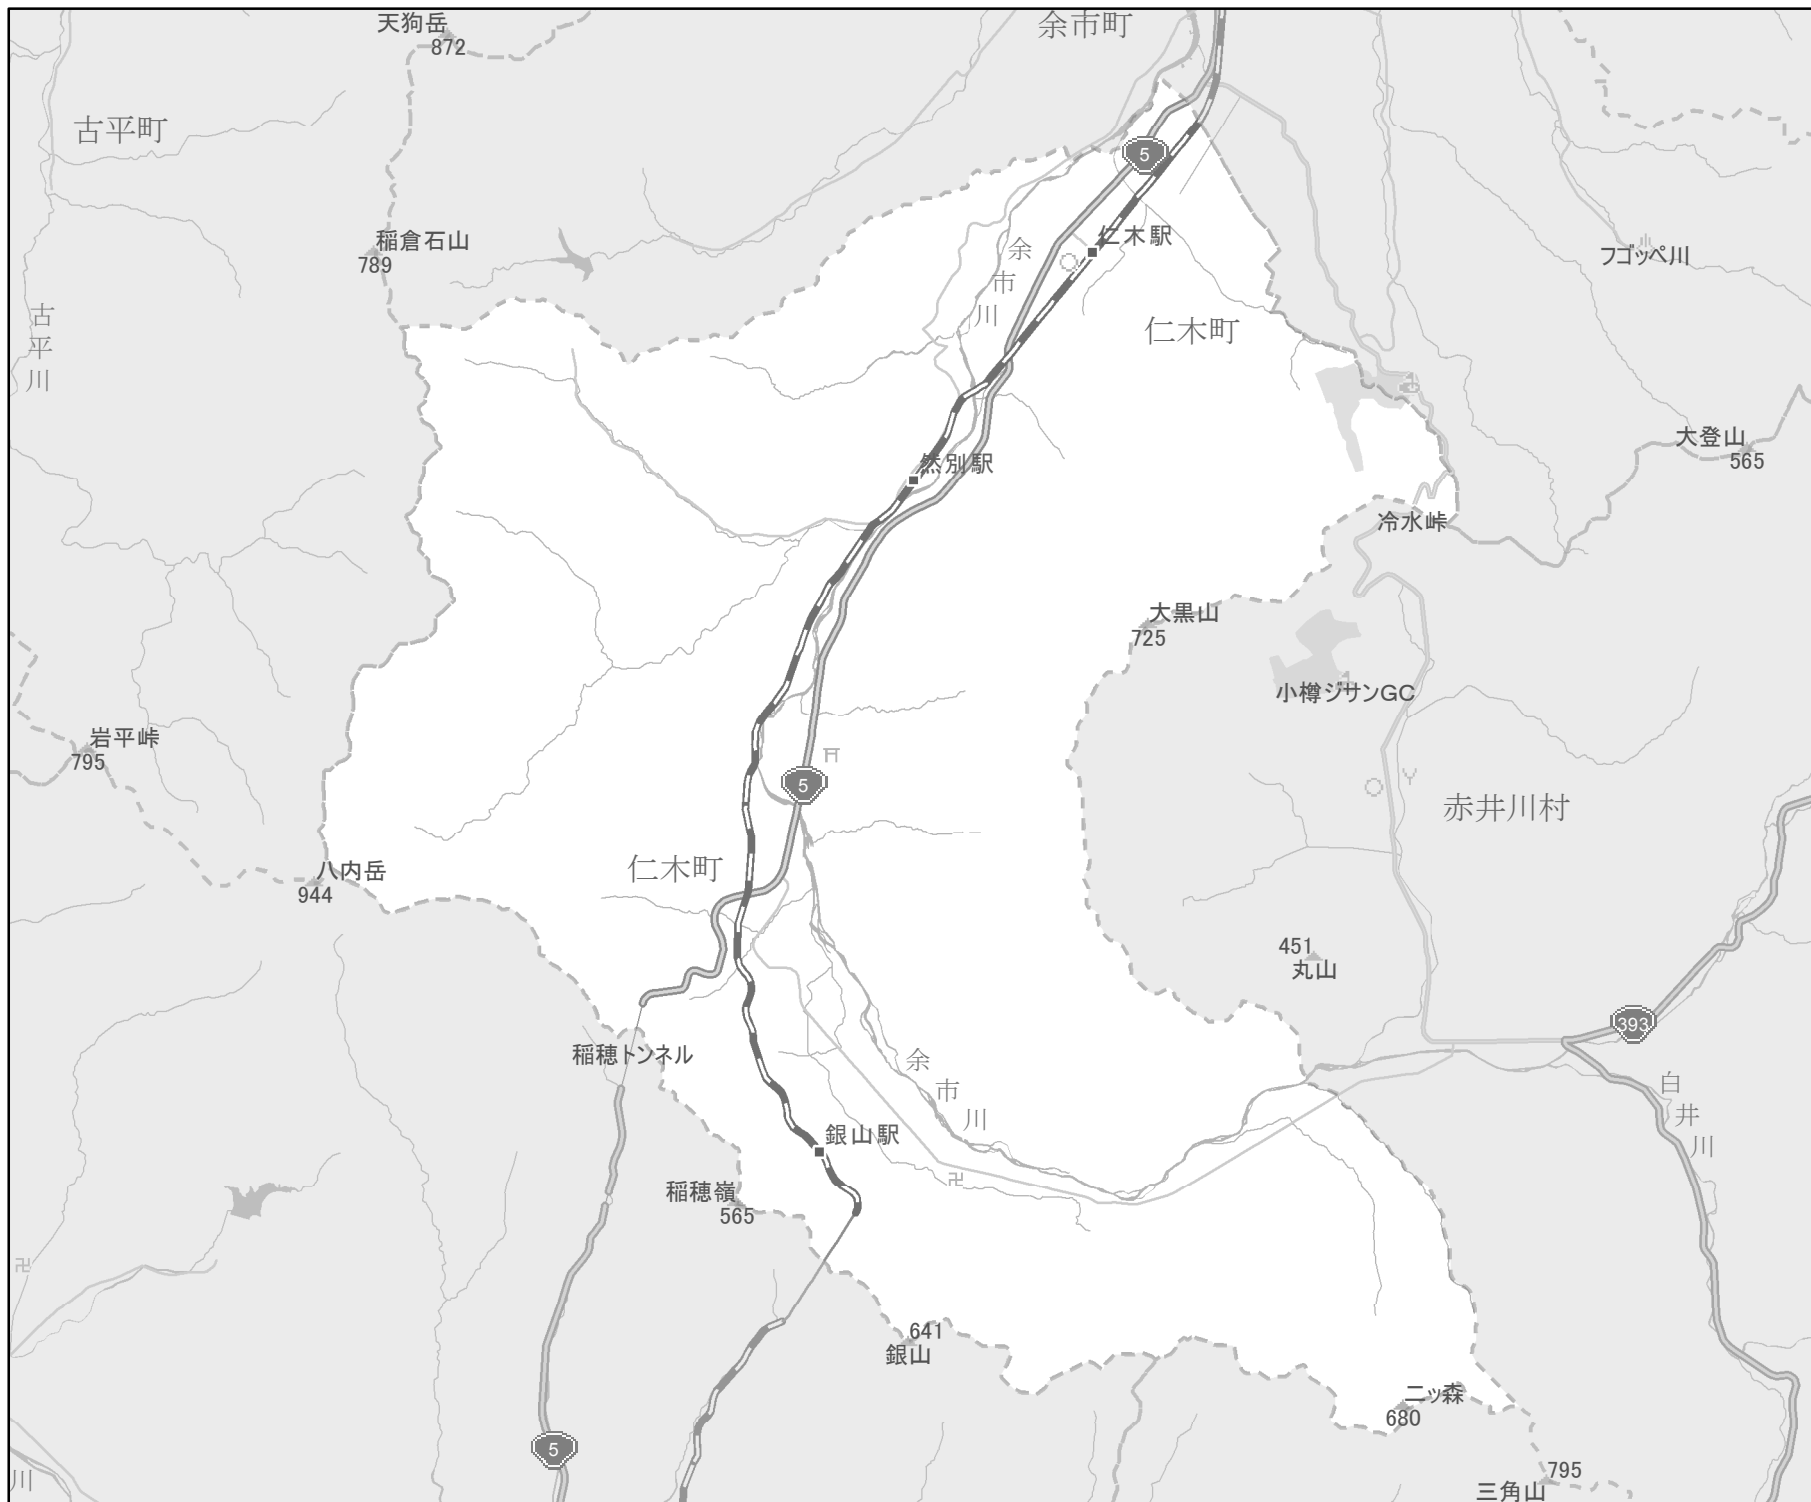 天狗岳
872
余市町
古平町
5
稲倉石山
789
仁木駅
余市川
フゴッペ川
古平川
仁木町
大登山
565
然別駅
冷水峠
大黒山
725
小樽ジサンGC
岩平峠
795
5
赤井川村
八内岳
944
仁木町
451
丸山
393
稲穂トンネル
余市川
白井川
銀山駅
稲穂嶺
565
641
銀山
二ッ森
680
5
795
三角山
川